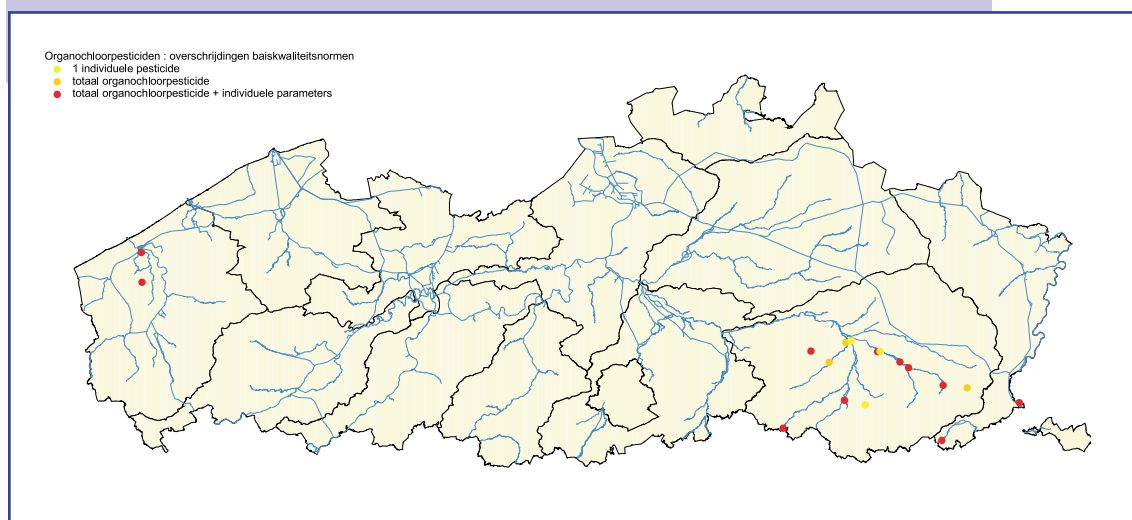 Organochloorpesticiden : overschrijdingen baiskwaliteitsnormen
1 individuele pesticide
totaal organochloorpesticide
totaal organochloorpesticide + individuele parameters